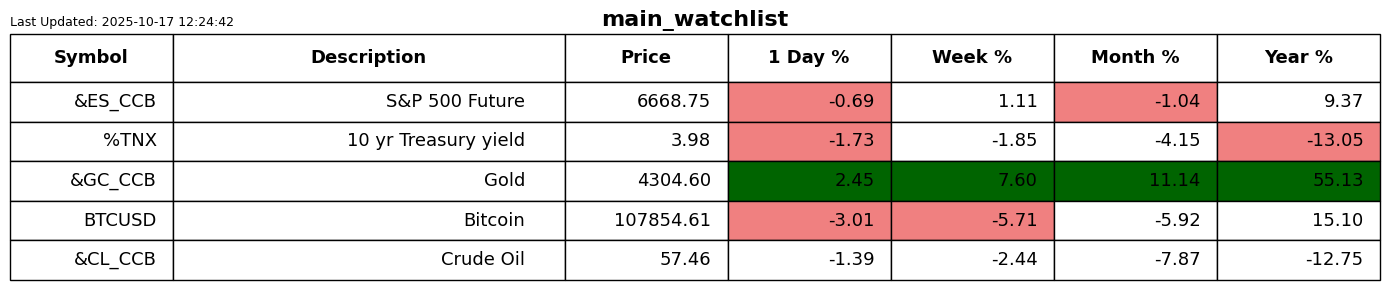 Last Updated: 2025-10-17 12:24:42
main_watchlist
Symbol Description Price 1 Day % Week % Month % Year %
&ES_CCB S&P 500 Future 6668.75 -0.69 1.11 -1.04 9.37
%TNX 10 yr Treasury yield 3.98 -1.73 -1.85 -4.15 -13.05
&GC_CCB Gold 4304.60 2.45 7.60 11.14 55.13
BTCUSD Bitcoin 107854.61 -3.01 -5.71 -5.92 15.10
&CL_CCB Crude Oil 57.46 -1.39 -2.44 -7.87 -12.75